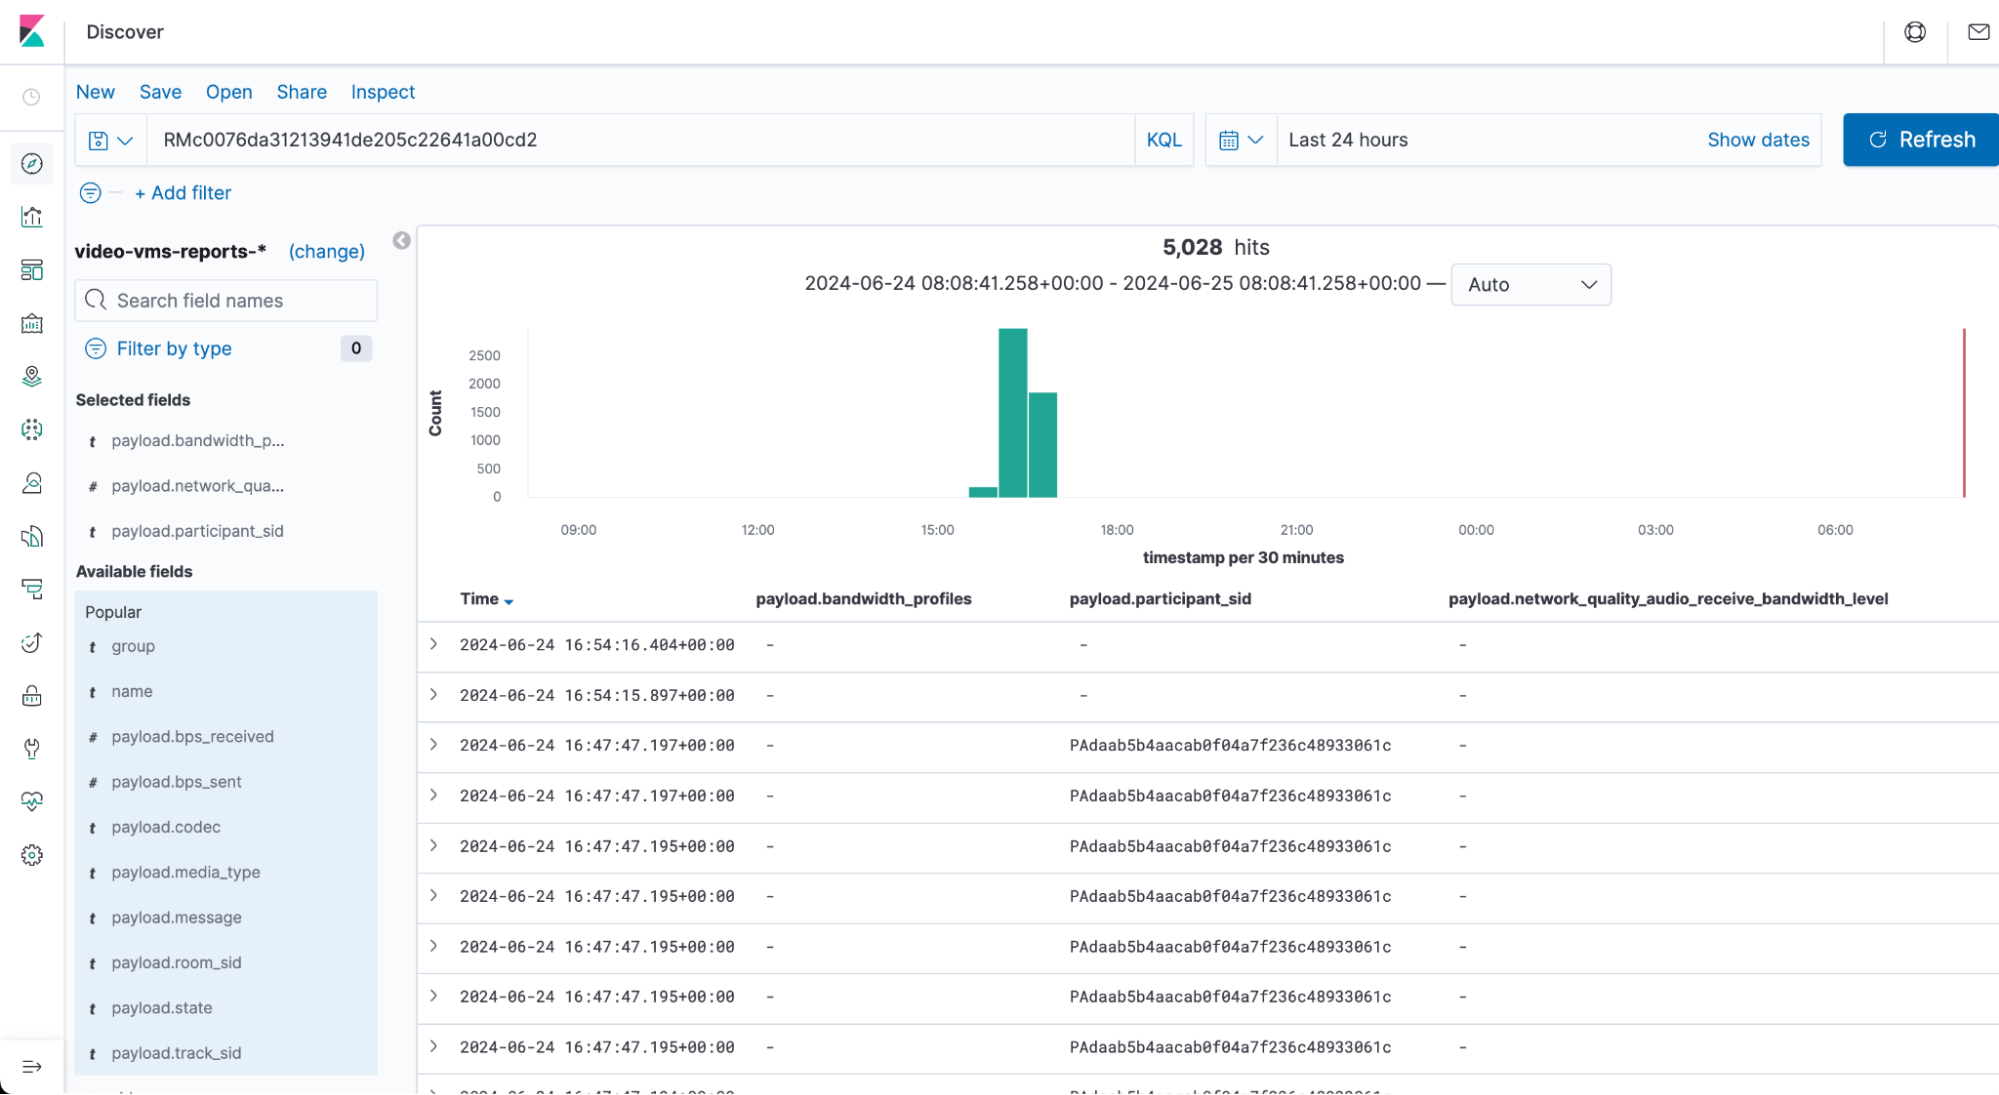 Discover
New Save Open Share Inspect
RMc0076da31213941de205c22641a00cd2 KQL Last 24 hours Show dates Refresh
+ Add filter
video-vms-reports-* (change)
Search field names
Filter by type 0
Selected fields
t payload.bandwidth_p...
# payload.network_qua...
t payload.participant_sid
Available fields
Popular
t group
t name
# payload.bps_received
# payload.bps_sent
t payload.codec
t payload.media_type
t payload.message
t payload.room_sid
t payload.state
t payload.track_sid
5,028 hits
2024-06-24 08:08:41.258+00:00 - 2024-06-25 08:08:41.258+00:00 — Auto
Count
2500
2000
1500
1000
500
0
09:00 12:00 15:00 18:00 21:00 00:00 03:00 06:00
timestamp per 30 minutes
Time payload.bandwidth_profiles payload.participant_sid payload.network_quality_audio_receive_bandwidth_level
2024-06-24 16:54:16.404+00:00 - - -
2024-06-24 16:54:15.897+00:00 - - -
2024-06-24 16:47:47.197+00:00 - PAdaab5b4aacab0f04a7f236c48933061c -
2024-06-24 16:47:47.197+00:00 - PAdaab5b4aacab0f04a7f236c48933061c -
2024-06-24 16:47:47.195+00:00 - PAdaab5b4aacab0f04a7f236c48933061c -
2024-06-24 16:47:47.195+00:00 - PAdaab5b4aacab0f04a7f236c48933061c -
2024-06-24 16:47:47.195+00:00 - PAdaab5b4aacab0f04a7f236c48933061c -
2024-06-24 16:47:47.195+00:00 - PAdaab5b4aacab0f04a7f236c48933061c -
2024-06-24 16:47:47.195+00:00 - PAdaab5b4aacab0f04a7f236c48933061c -